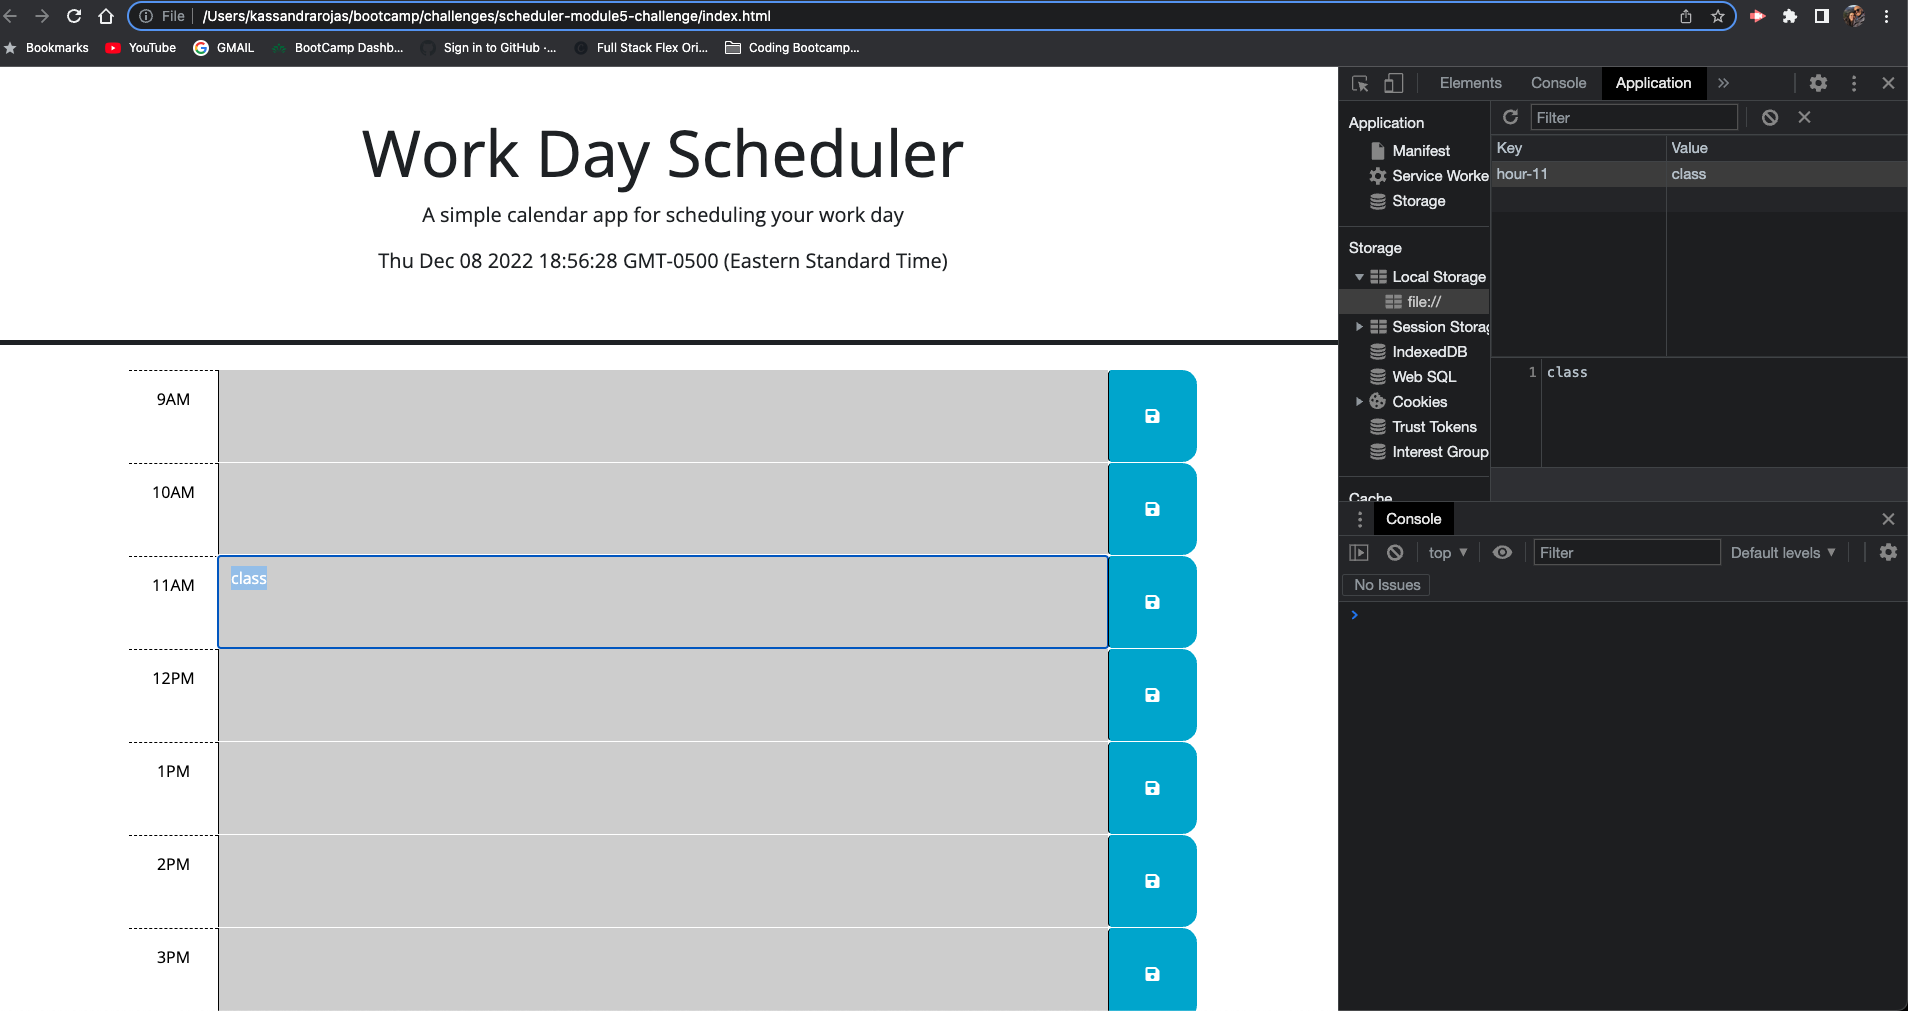 File /Users/kassandrarojas/bootcamp/challenges/scheduler-module5-challenge/index.html
Bookmarks YouTube GMAIL BootCamp Dashb... Sign in to GitHub ·... Full Stack Flex Ori... Coding Bootcamp...
Work Day Scheduler
A simple calendar app for scheduling your work day
Thu Dec 08 2022 18:56:28 GMT-0500 (Eastern Standard Time)
9AM
10AM
11AM class
12PM
1PM
2PM
3PM
Elements Console Application »
Application
Manifest
Service Worke
Storage
Storage
Local Storage
file://
Session Storag
IndexedDB
Web SQL
Cookies
Trust Tokens
Interest Group
Cache
Filter
Key Value
hour-11 class
1 class
Console
top Filter Default levels
No Issues